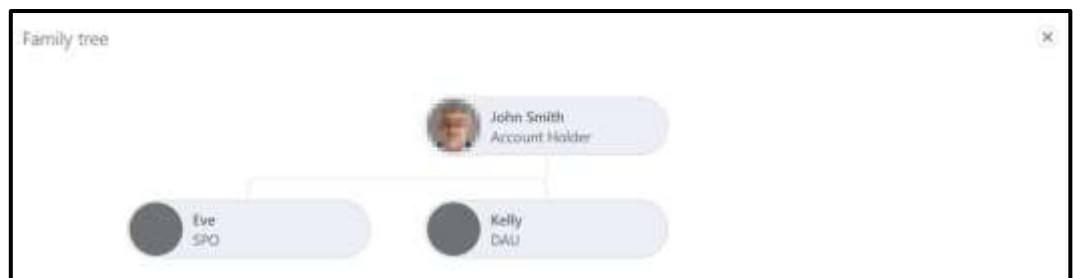 Family tree
John Smith
Account Holder
Eve
SPO
Kelly
DAU